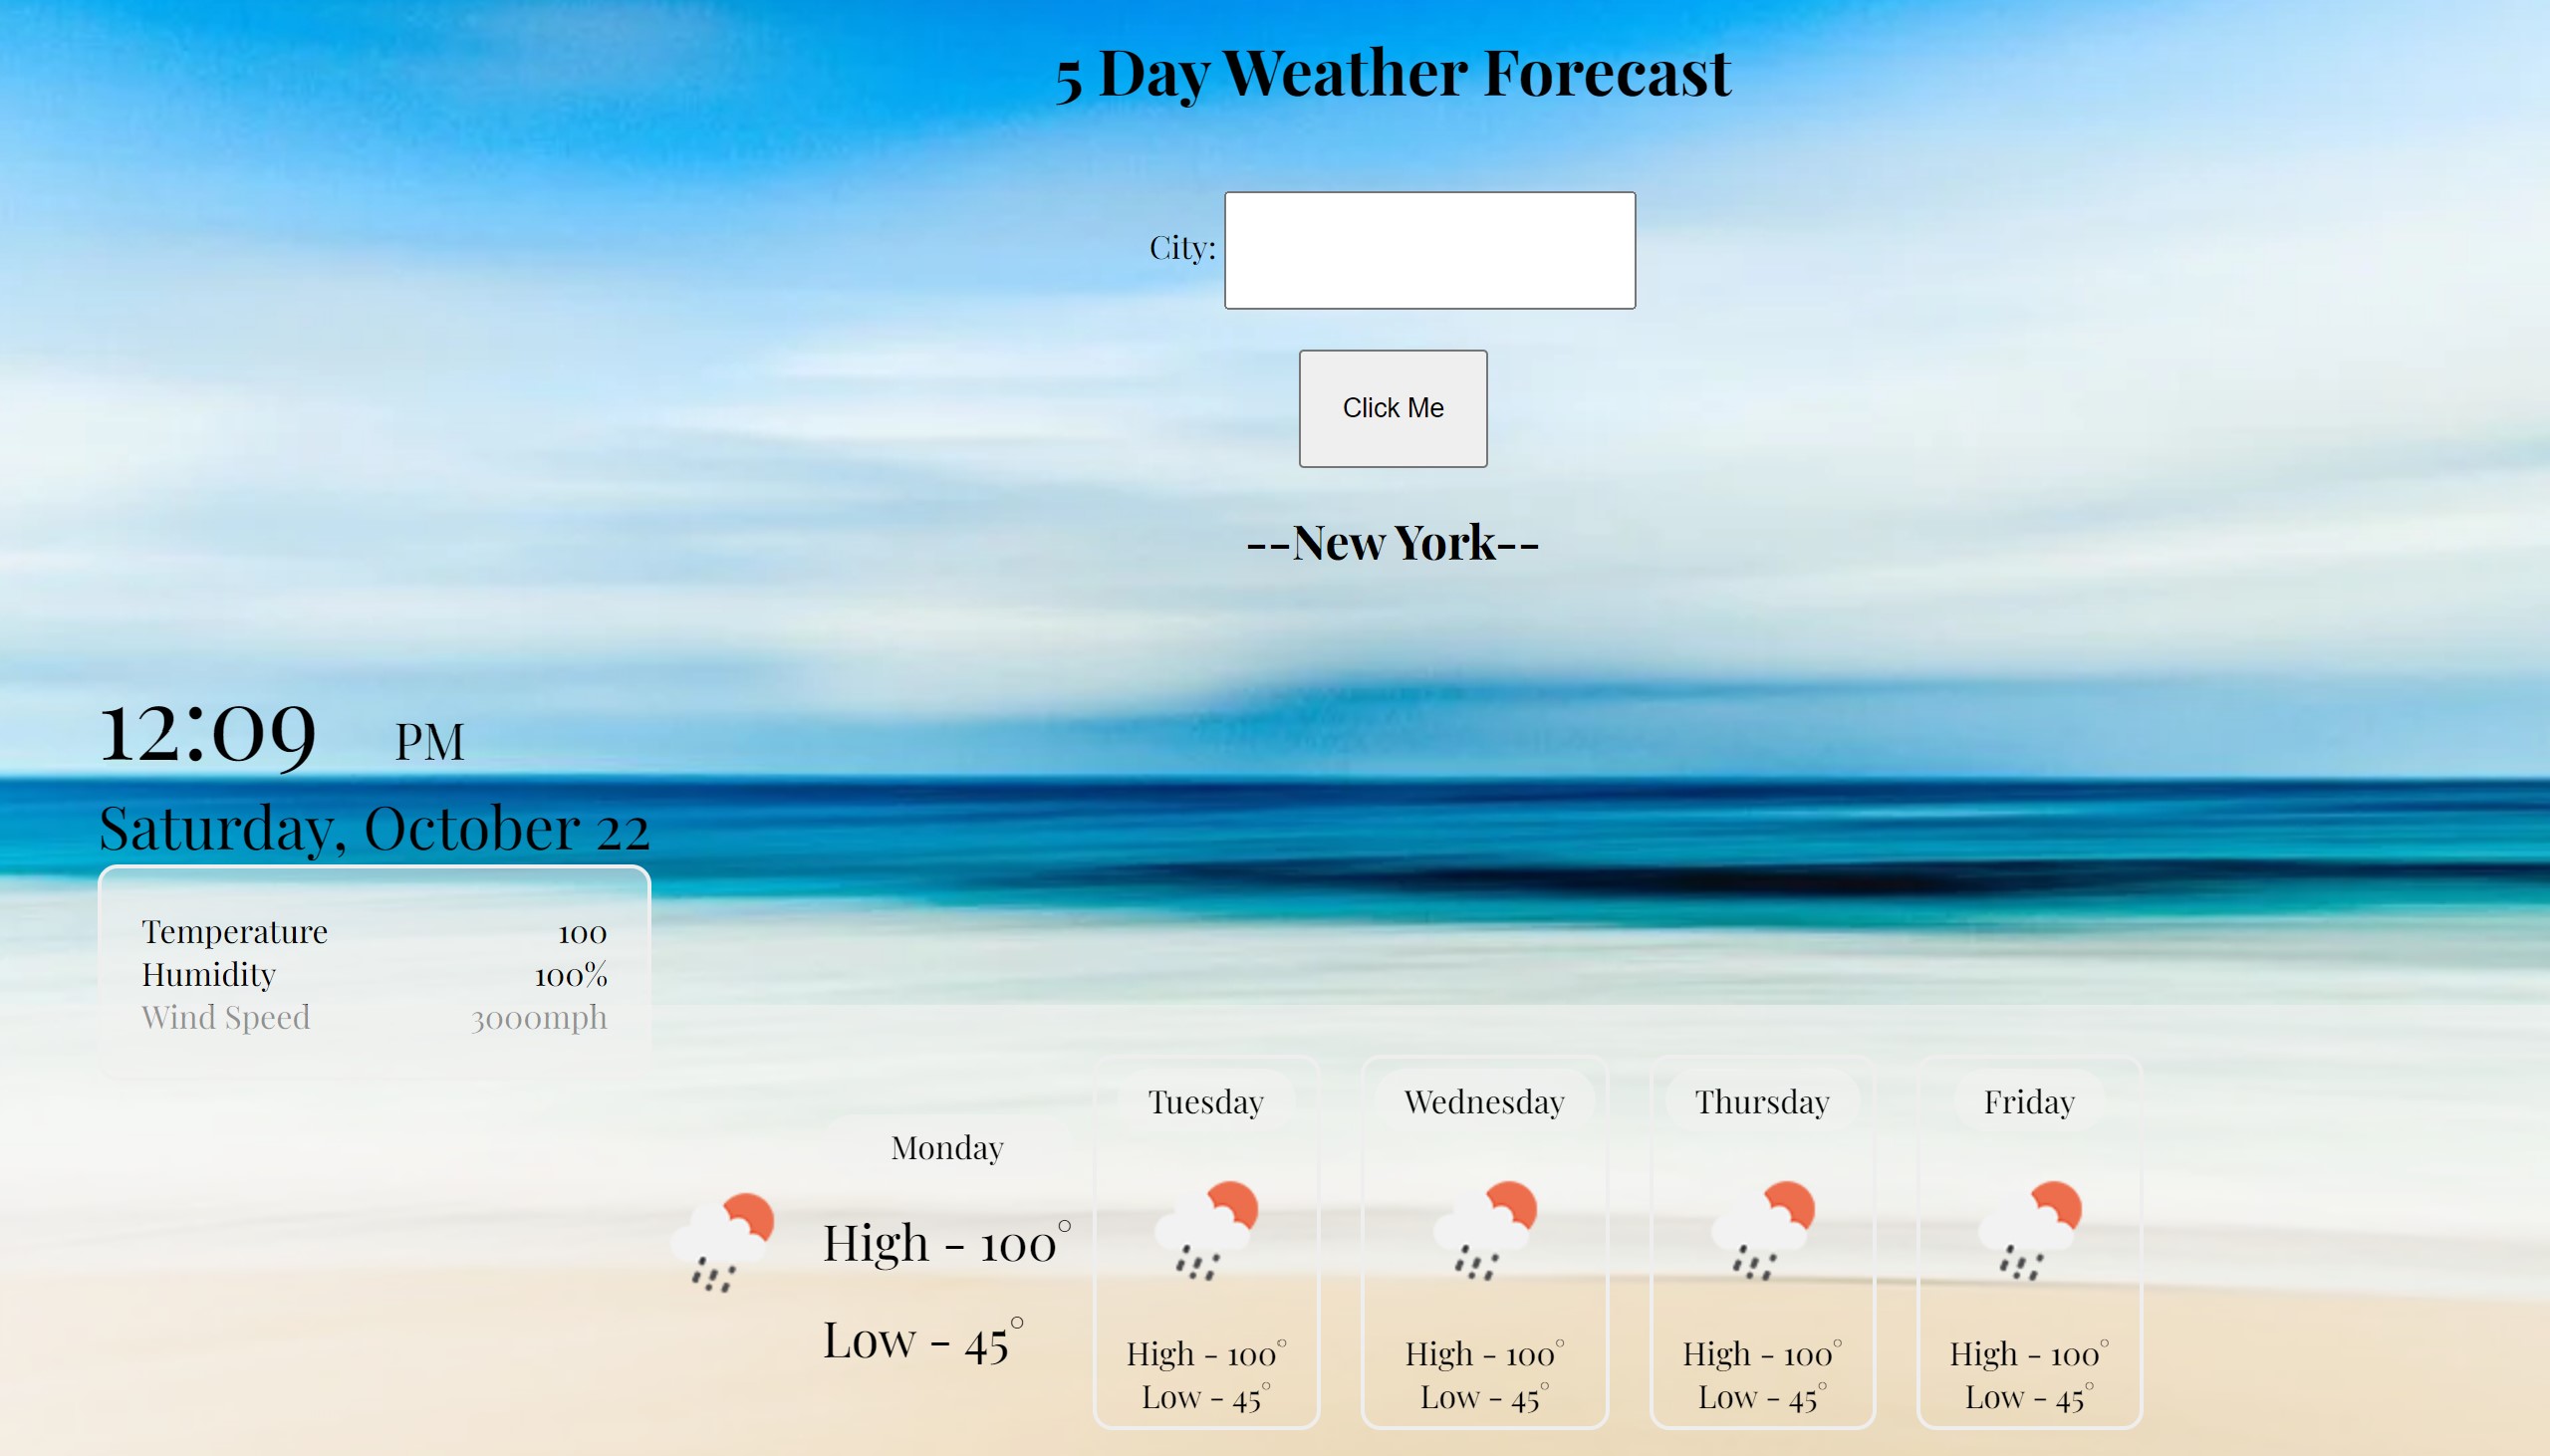 5 Day Weather Forecast
City:
Click Me
--New York--
12:09 PM
Saturday, October 22
Temperature 100
Humidity 100%
Wind Speed 3000mph
Monday
High - 100°
Low - 45°
Tuesday
High - 100°
Low - 45°
Wednesday
High - 100°
Low - 45°
Thursday
High - 100°
Low - 45°
Friday
High - 100°
Low - 45°